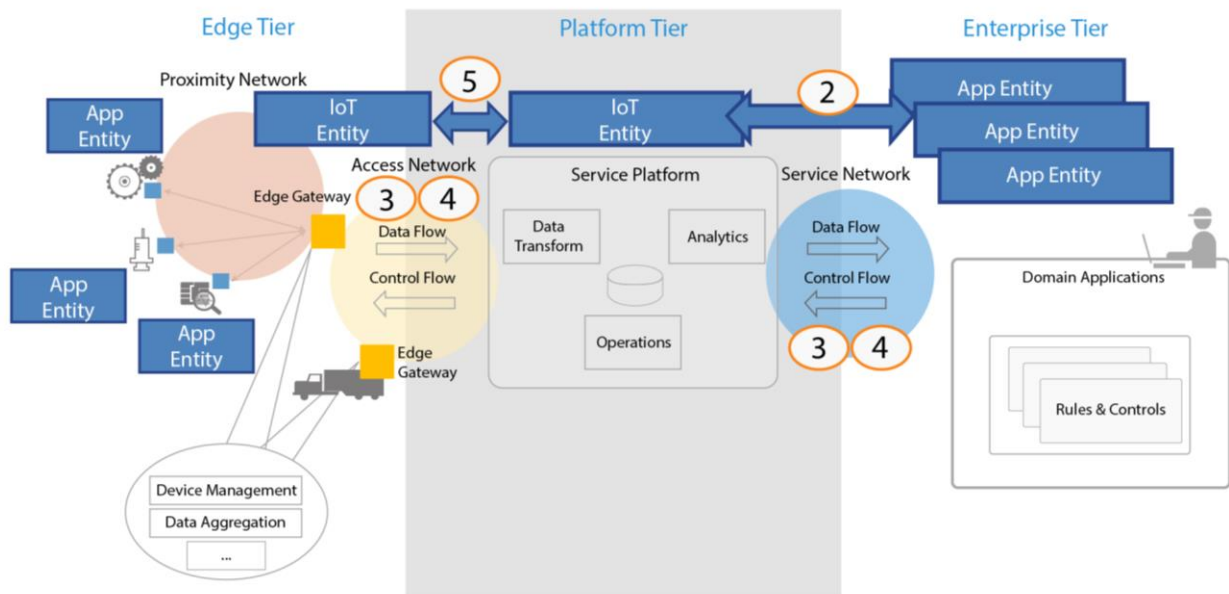 Edge Tier
Platform Tier
Enterprise Tier
Proximity Network
5
2
App
Entity
IoT
Entity
IoT
Entity
App Entity
App Entity
App Entity
Access Network
3
4
Service Platform
Service Network
Edge Gateway
Data Flow
Control Flow
Data
Transform
Analytics
Operations
Data Flow
Control Flow
3
4
Domain Applications
Rules & Controls
App
Entity
App
Entity
Edge
Gateway
Device Management
Data Aggregation
...